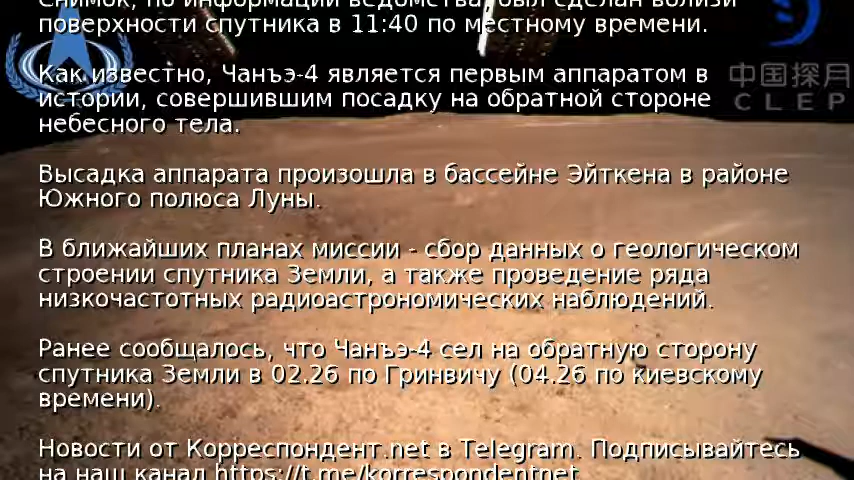 Снимок, по информации ведомства, был сделан вблизи
поверхности спутника в 11:40 по местному времени.
Как известно, Чанъэ-4 является первым аппаратом в
истории, совершившим посадку на обратной стороне
небесного тела.
中国探月
CLEP
Высадка аппарата произошла в бассейне Эйткена в районе
Южного полюса Луны.
В ближайших планах миссии - сбор данных о геологическом
строении спутника Земли, а также проведение ряда
низкочастотных радиоастрономических наблюдений.
Ранее сообщалось, что Чанъэ-4 сел на обратную сторону
спутника Земли в 02.26 по Гринвичу (04.26 по киевскому
времени).
Новости от Корреспондент.net в Telegram. Подписывайтесь
на наш канал https://t.me/korrespondentnet